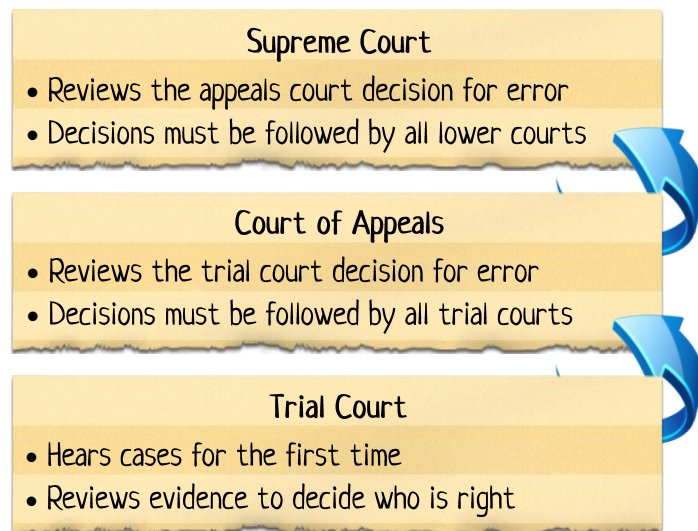 Supreme Court
• Reviews the appeals court decision for error
• Decisions must be followed by all lower courts
Court of Appeals
• Reviews the trial court decision for error
• Decisions must be followed by all trial courts
Trial Court
• Hears cases for the first time
• Reviews evidence to decide who is right